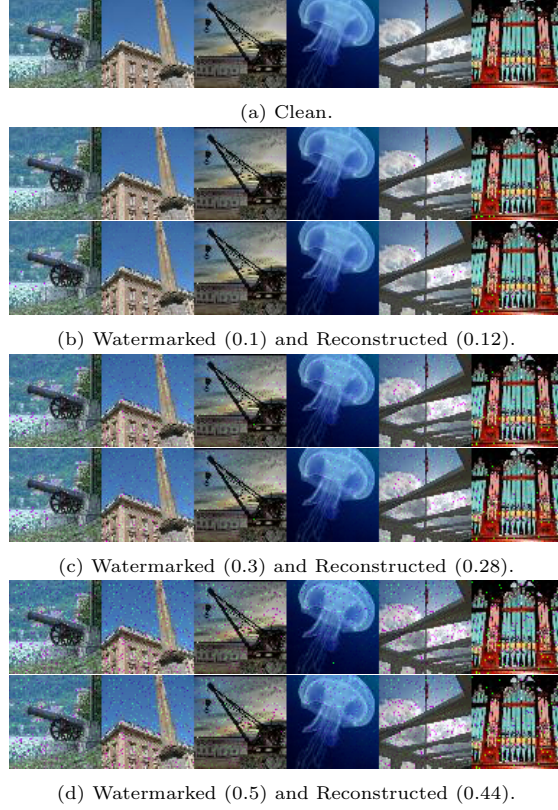 (a) Clean.
(b) Watermarked (0.1) and Reconstructed (0.12).
(c) Watermarked (0.3) and Reconstructed (0.28).
(d) Watermarked (0.5) and Reconstructed (0.44).